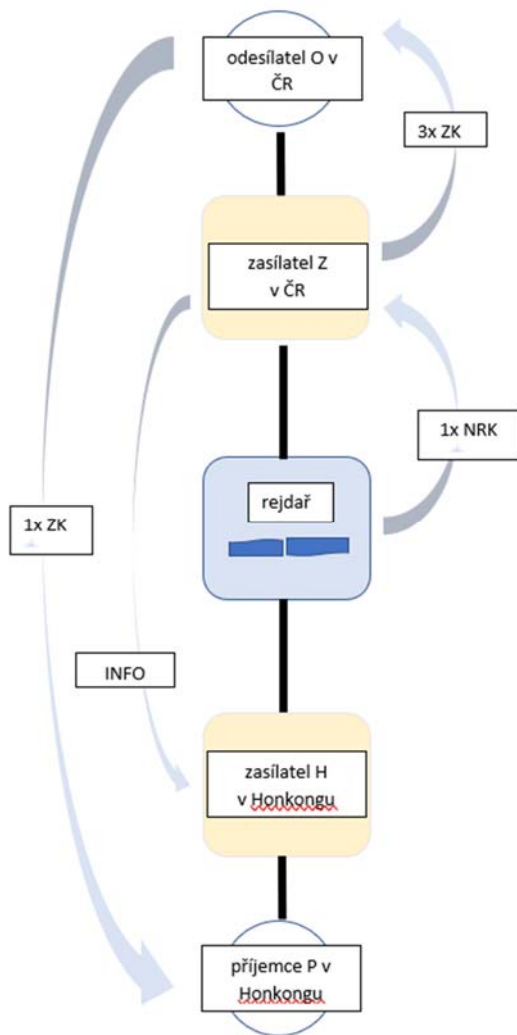 odesílatel O v
ČR
3x ZK
zasílatel Z
v ČR
1x NRK
rejdař
1x ZK
INFO
zasílatel H
v Honkongu
příjemce P v
Honkongu